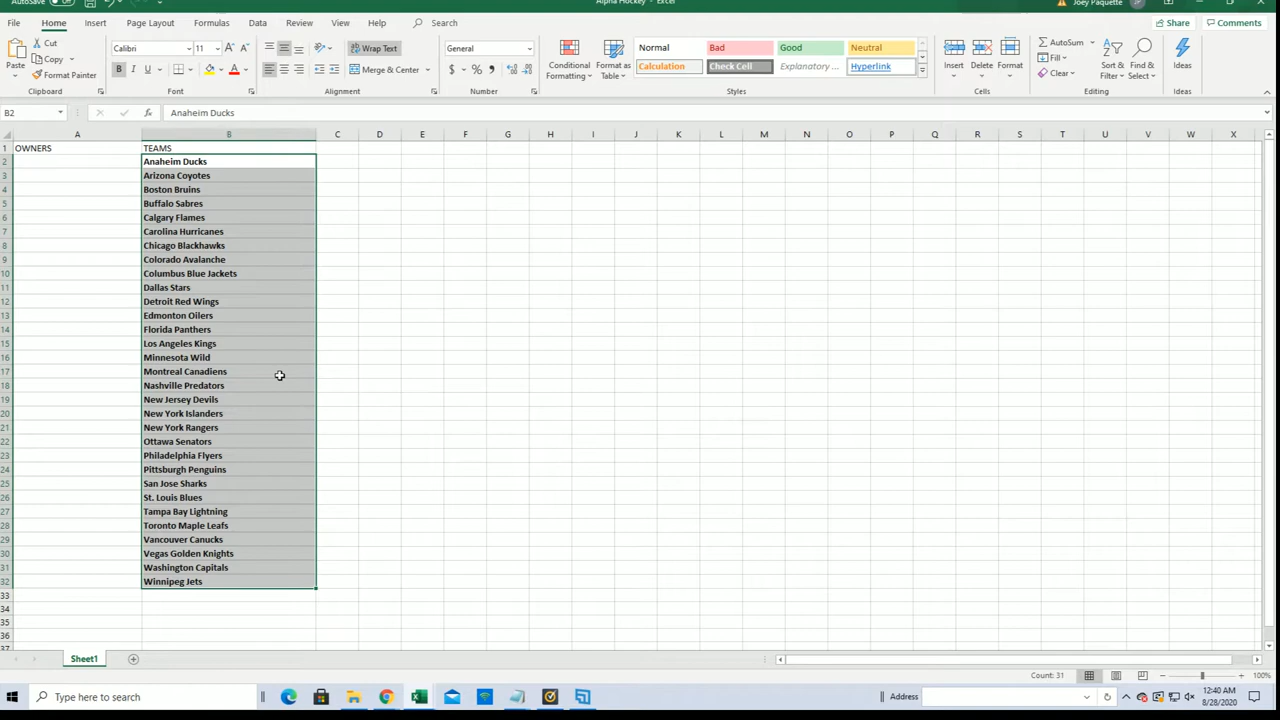 AutoSave Off Alpha Hockey - Excel Joey Paquette JP
File Home Insert Page Layout Formulas Data Review View Help Search Share Comments
Paste Cut Copy Format Painter Clipboard
Calibri 11 B I U A Font
Wrap Text Merge & Center Alignment
General $ % , Number
Conditional Formatting Format as Table Normal Bad Good Neutral Calculation Check Cell Explanatory ... Hyperlink Styles
Insert Delete Format Cells
AutoSum Fill Clear Sort & Filter Find & Select Editing
Ideas Ideas
B2 fx Anaheim Ducks
A B C D E F G H I J K L M N O P Q R S T U V W X
1 OWNERS TEAMS
2 Anaheim Ducks
3 Arizona Coyotes
4 Boston Bruins
5 Buffalo Sabres
6 Calgary Flames
7 Carolina Hurricanes
8 Chicago Blackhawks
9 Colorado Avalanche
10 Columbus Blue Jackets
11 Dallas Stars
12 Detroit Red Wings
13 Edmonton Oilers
14 Florida Panthers
15 Los Angeles Kings
16 Minnesota Wild
17 Montreal Canadiens
18 Nashville Predators
19 New Jersey Devils
20 New York Islanders
21 New York Rangers
22 Ottawa Senators
23 Philadelphia Flyers
24 Pittsburgh Penguins
25 San Jose Sharks
26 St. Louis Blues
27 Tampa Bay Lightning
28 Toronto Maple Leafs
29 Vancouver Canucks
30 Vegas Golden Knights
31 Washington Capitals
32 Winnipeg Jets
33
34
35
36
37
Sheet1
Count: 31 100%
Type here to search Address 12:40 AM
8/28/2020